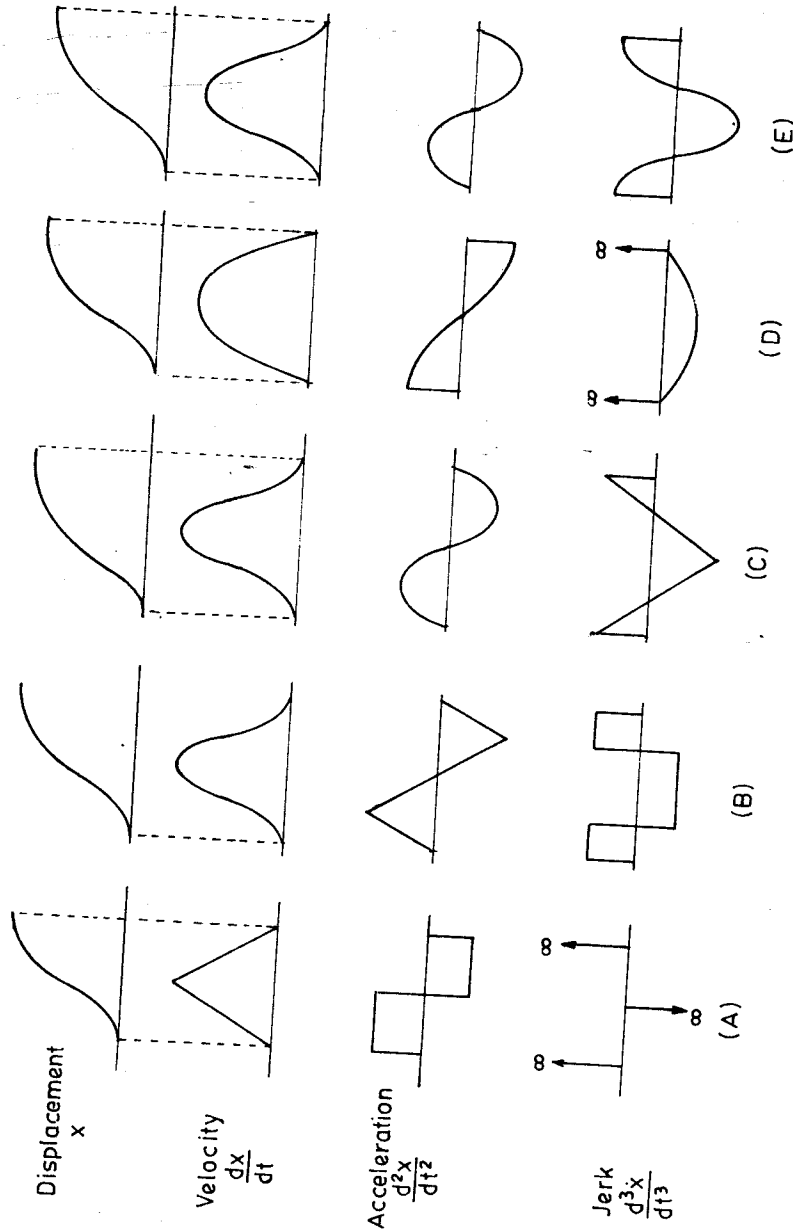 Displacement
x
Velocity
dx
dt
Acceleration
d²x
dt²
Jerk
d³x
dt³
∞
∞
∞
∞
∞
(A)
(B)
(C)
(D)
(E)